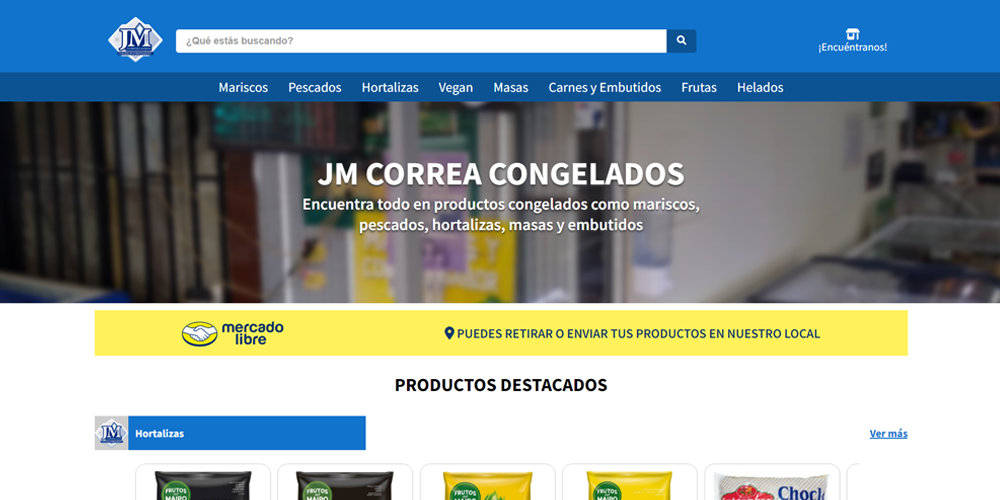 JM
¿Qué estás buscando?
¡Encuéntranos!
Mariscos Pescados Hortalizas Vegan Masas Carnes y Embutidos Frutas Helados
JM CORREA CONGELADOS
Encuentra todo en productos congelados como mariscos,
pescados, hortalizas, masas y embutidos
mercado
libre
PUEDES RETIRAR O ENVIAR TUS PRODUCTOS EN NUESTRO LOCAL
PRODUCTOS DESTACADOS
JM
Hortalizas
Ver más
FRUTOS
MAIPO
FRUTOS
MAIPO
FRUTOS
MAIPO
FRUTOS
MAIPO